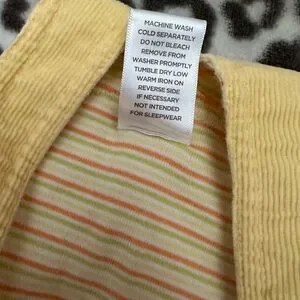 MACHINE WASH
COLD SEPARATELY
DO NOT BLEACH
REMOVE FROM
WASHER PROMPTLY
TUMBLE DRY LOW
WARM IRON ON
REVERSE SIDE
IF NECESSARY
NOT INTENDED
FOR SLEEPWEAR